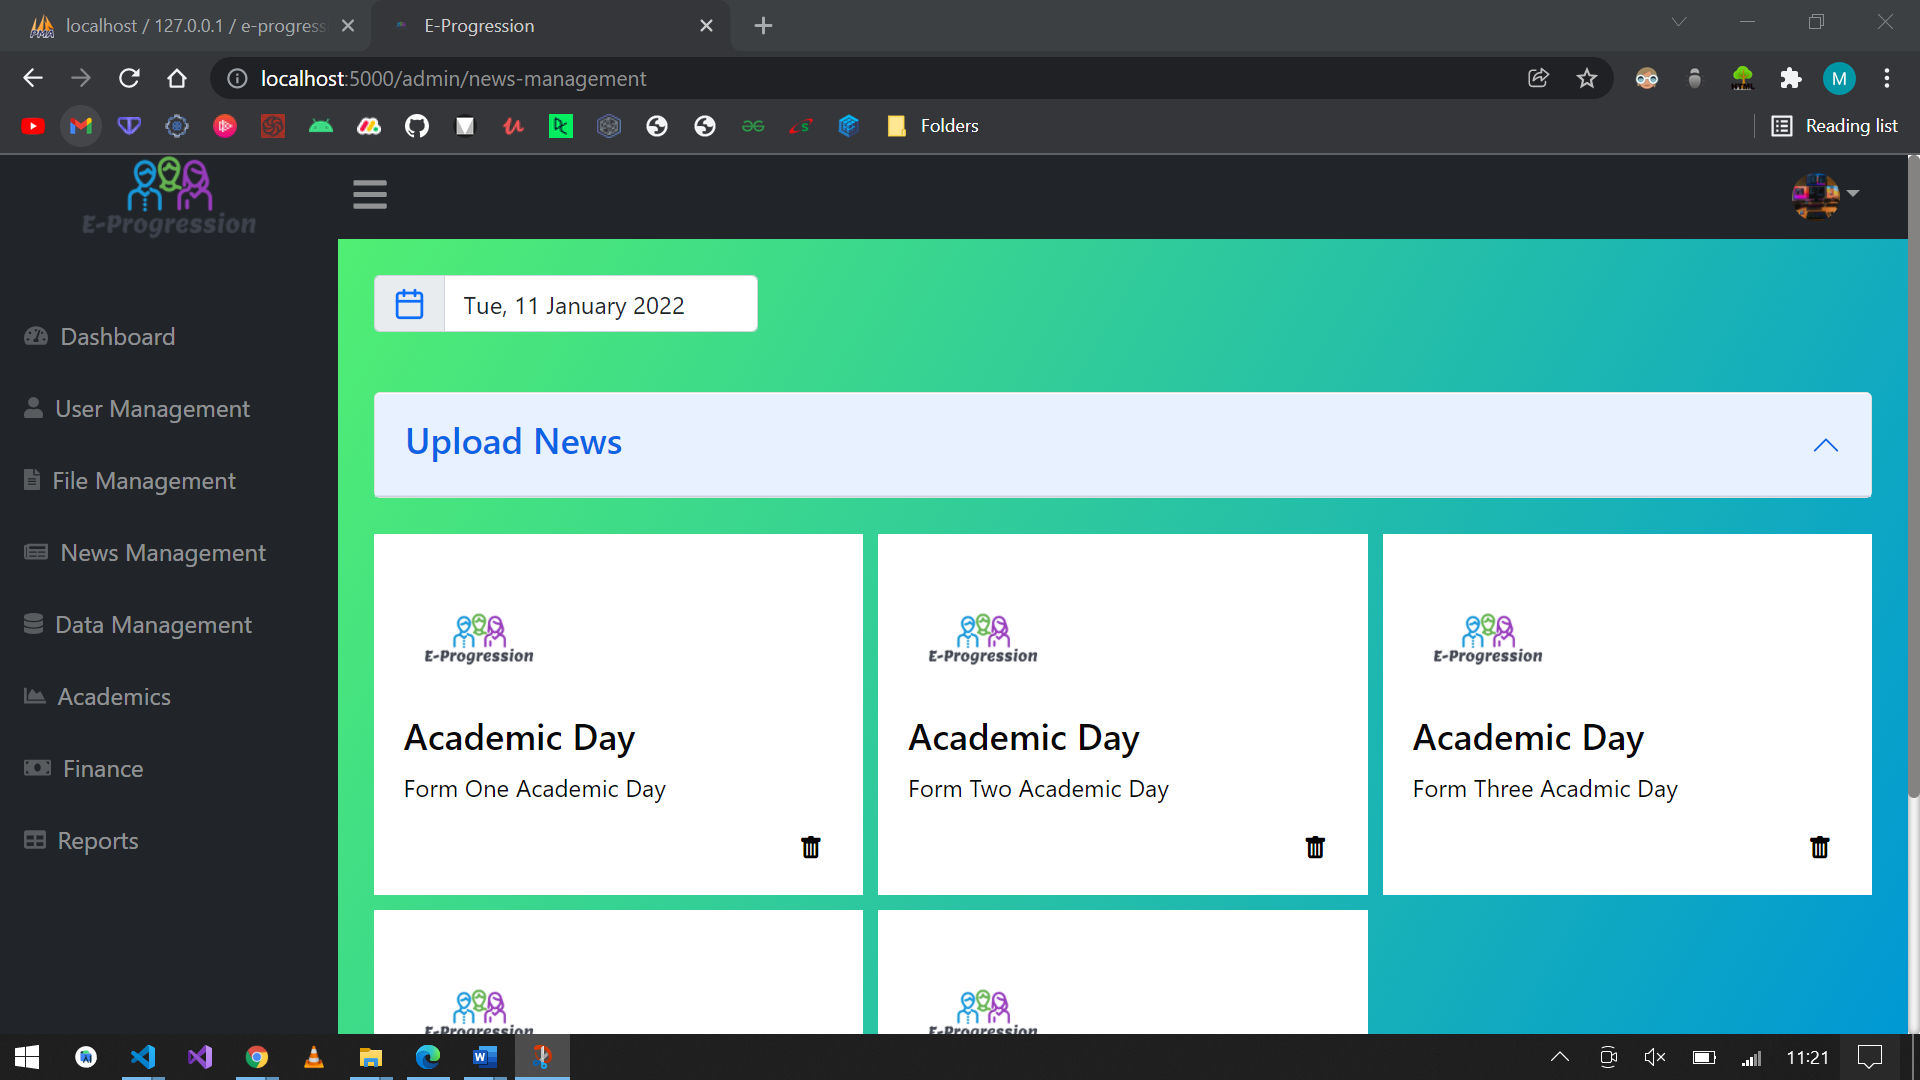 localhost / 127.0.0.1 / e-progress
E-Progression
localhost:5000/admin/news-management
M
Folders
Reading list
E-Progression
Tue, 11 January 2022
Dashboard
User Management
File Management
News Management
Data Management
Academics
Finance
Reports
Upload News
E-Progression
Academic Day
Form One Academic Day
E-Progression
Academic Day
Form Two Academic Day
E-Progression
Academic Day
Form Three Acadmic Day
E-Progression
E-Progression
11:21